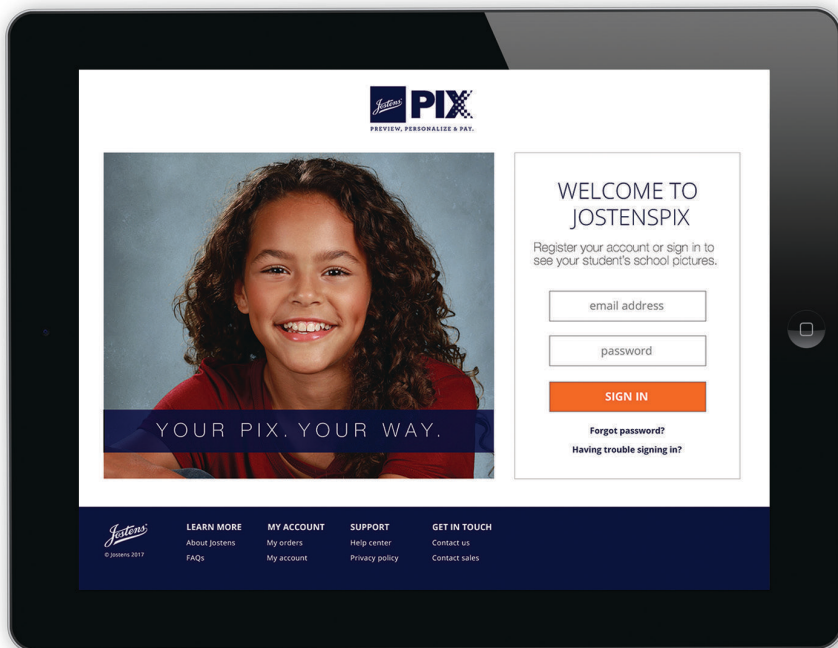 Jostens
PIX
PREVIEW, PERSONALIZE & PAY.
YOUR PIX. YOUR WAY.
WELCOME TO
JOSTENSPIX
Register your account or sign in to
see your student's school pictures.
email address
password
SIGN IN
Forgot password?
Having trouble signing in?
Jostens
© Jostens 2017
LEARN MORE
About Jostens
FAQs
MY ACCOUNT
My orders
My account
SUPPORT
Help center
Privacy policy
GET IN TOUCH
Contact us
Contact sales